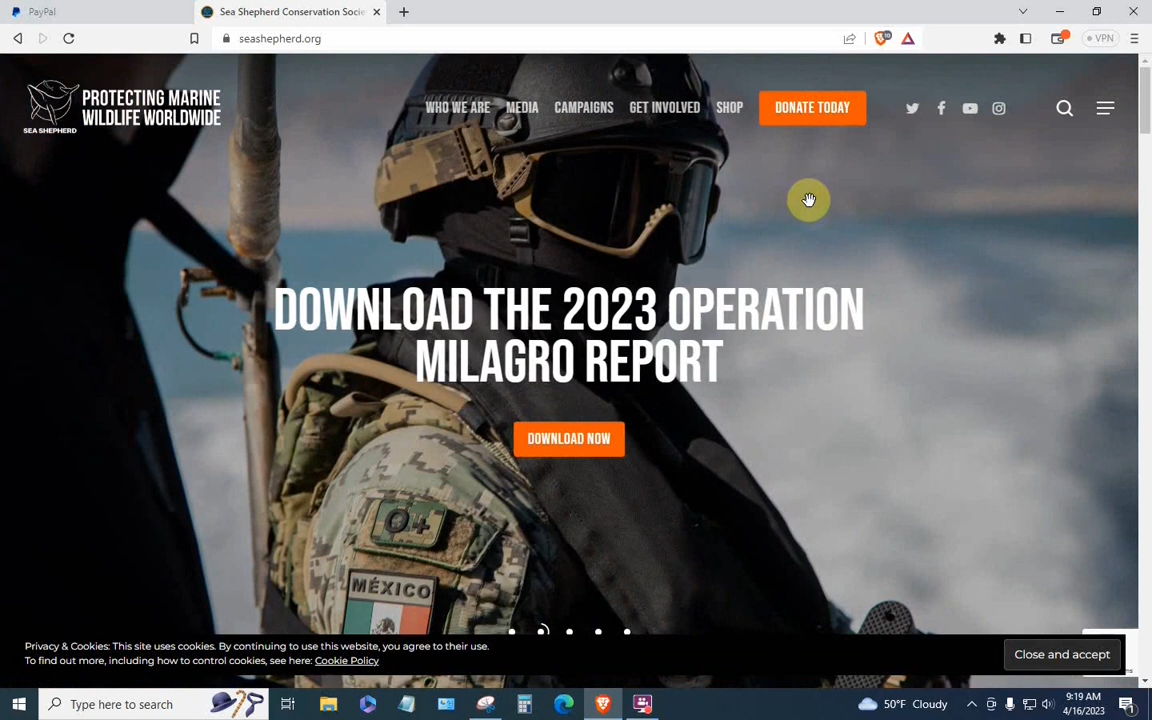 PayPal
Sea Shepherd Conservation Socie
seashepherd.org
VPN
SEA SHEPHERD
PROTECTING MARINE
WILDLIFE WORLDWIDE
WHO WE ARE
MEDIA
CAMPAIGNS
GET INVOLVED
SHOP
DONATE TODAY
DOWNLOAD THE 2023 OPERATION
MILAGRO REPORT
DOWNLOAD NOW
O+
MÉXICO
Privacy & Cookies: This site uses cookies. By continuing to use this website, you agree to their use.
To find out more, including how to control cookies, see here: Cookie Policy
Close and accept
Type here to search
50°F Cloudy
9:19 AM
4/16/2023